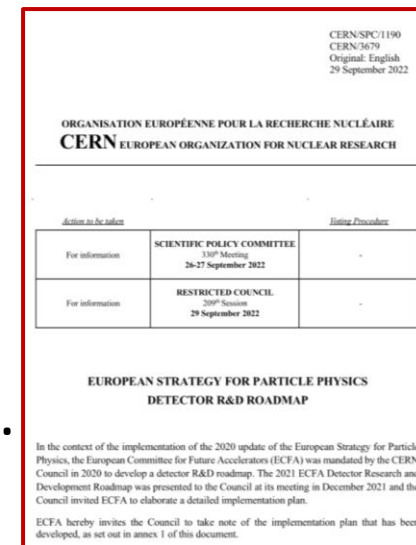 CERN/SPC/1190
CERN/3679
Original: English
29 September 2022
ORGANISATION EUROPÉENNE POUR LA RECHERCHE NUCLÉAIRE
CERN EUROPEAN ORGANIZATION FOR NUCLEAR RESEARCH
Action to be taken
Voting Procedure
For information
SCIENTIFIC POLICY COMMITTEE
330th Meeting
26-27 September 2022
-
For information
RESTRICTED COUNCIL
209th Session
29 September 2022
-
EUROPEAN STRATEGY FOR PARTICLE PHYSICS
DETECTOR R&D ROADMAP
In the context of the implementation of the 2020 update of the European Strategy for Particle
Physics, the European Committee for Future Accelerators (ECFA) was mandated by the CERN
Council in 2020 to develop a detector R&D roadmap. The 2021 ECFA Detector Research and
Development Roadmap was presented to the Council at its meeting in December 2021 and the
Council invited ECFA to elaborate a detailed implementation plan.
ECFA hereby invites the Council to take note of the implementation plan that has been
developed, as set out in annex 1 of this document.